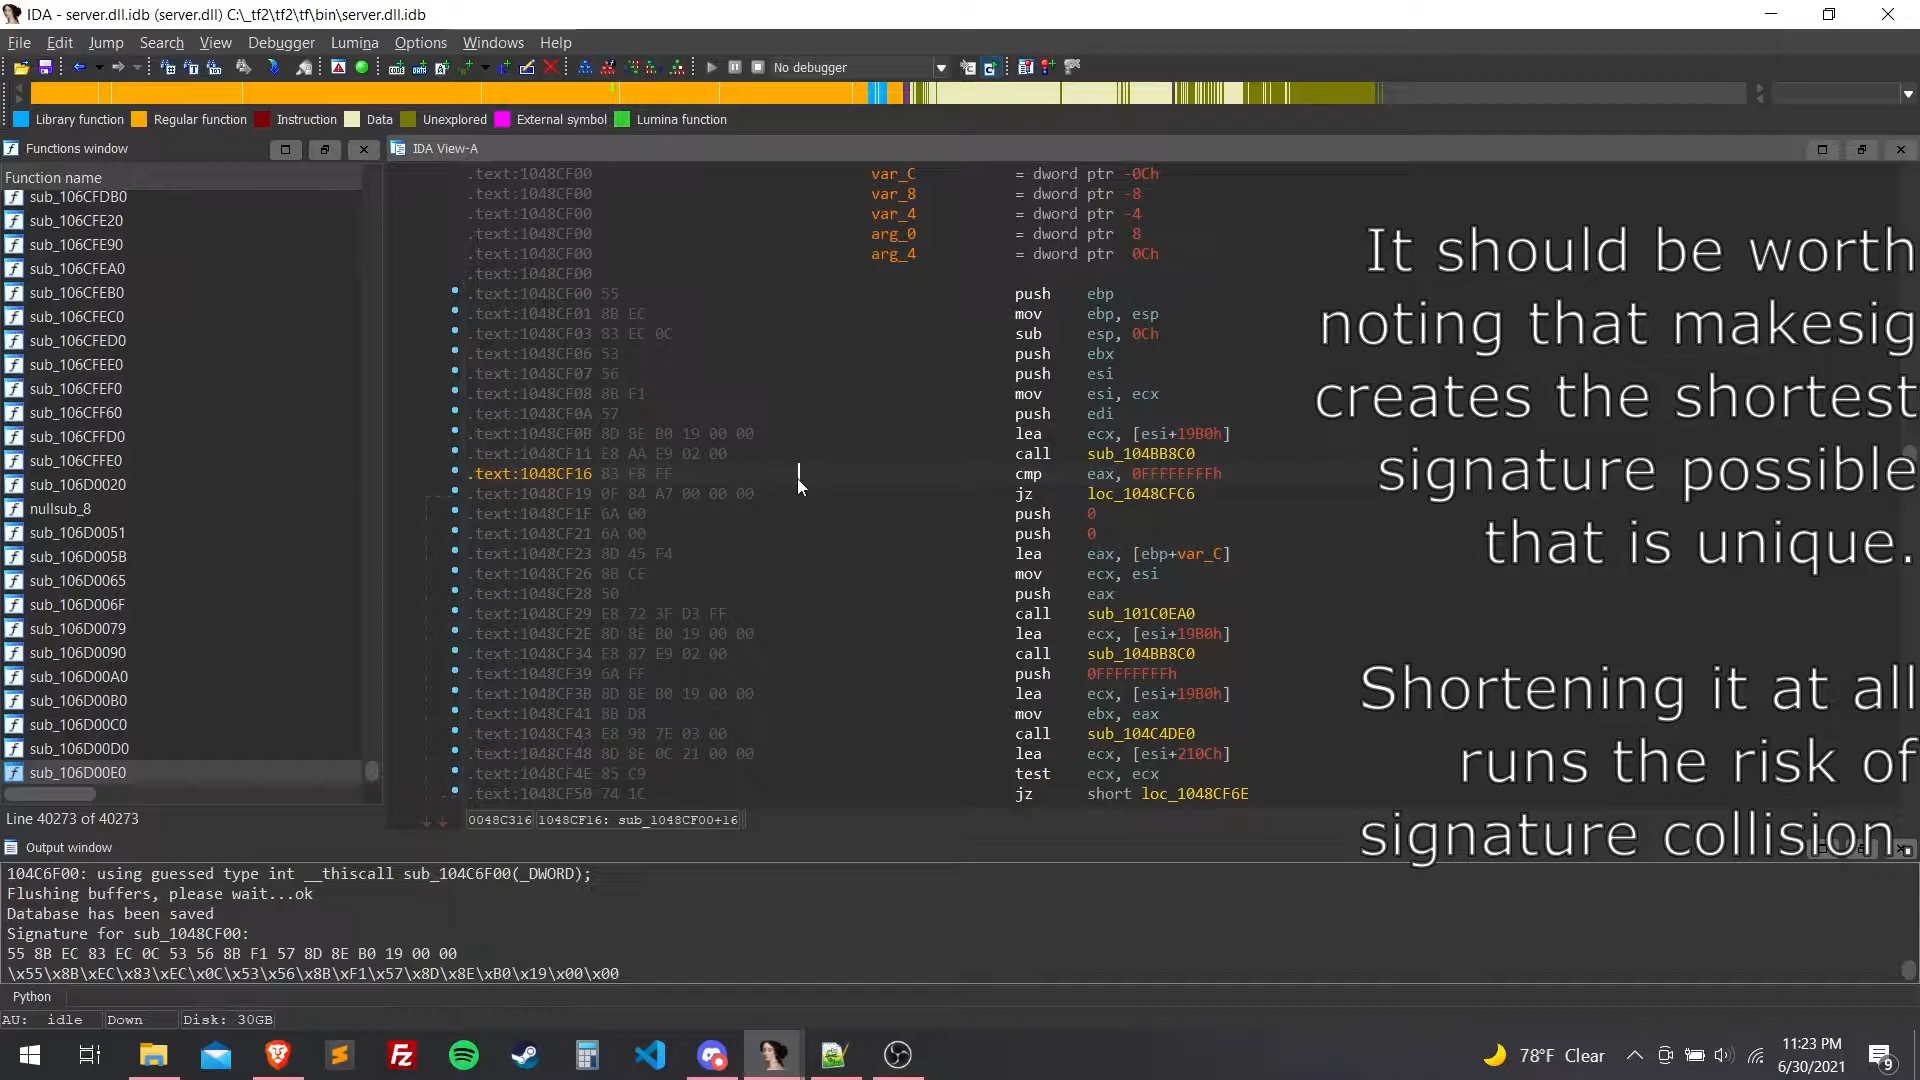 IDA - server.dll.idb (server.dll) C:\_tf2\tf2\tf\bin\server.dll.idb
File Edit Jump Search View Debugger Lumina Options Windows Help
No debugger
Library function Regular function Instruction Data Unexplored External symbol Lumina function
Functions window
Function name
sub_106CFDB0
sub_106CFE20
sub_106CFE90
sub_106CFEA0
sub_106CFEB0
sub_106CFEC0
sub_106CFED0
sub_106CFEE0
sub_106CFEF0
sub_106CFF60
sub_106CFFD0
sub_106CFFE0
sub_106D0020
nullsub_8
sub_106D0051
sub_106D005B
sub_106D0065
sub_106D006F
sub_106D0079
sub_106D0090
sub_106D00A0
sub_106D00B0
sub_106D00C0
sub_106D00D0
sub_106D00E0
Line 40273 of 40273
IDA View-A
.text:1048CF00 var_C = dword ptr -0Ch
.text:1048CF00 var_8 = dword ptr -8
.text:1048CF00 var_4 = dword ptr -4
.text:1048CF00 arg_0 = dword ptr 8
.text:1048CF00 arg_4 = dword ptr 0Ch
.text:1048CF00
.text:1048CF00 55 push ebp
.text:1048CF01 8B EC mov ebp, esp
.text:1048CF03 83 EC 0C sub esp, 0Ch
.text:1048CF06 53 push ebx
.text:1048CF07 56 push esi
.text:1048CF08 8B F1 mov esi, ecx
.text:1048CF0A 57 push edi
.text:1048CF0B 8D 8E B0 19 00 00 lea ecx, [esi+19B0h]
.text:1048CF11 E8 AA E9 02 00 call sub_104BB8C0
.text:1048CF16 83 F8 FF cmp eax, 0FFFFFFFFh
.text:1048CF19 0F 84 A7 00 00 00 jz loc_1048CFC6
.text:1048CF1F 6A 00 push 0
.text:1048CF21 6A 00 push 0
.text:1048CF23 8D 45 F4 lea eax, [ebp+var_C]
.text:1048CF26 8B CE mov ecx, esi
.text:1048CF28 50 push eax
.text:1048CF29 E8 72 3F D3 FF call sub_101C0EA0
.text:1048CF2E 8D 8E B0 19 00 00 lea ecx, [esi+19B0h]
.text:1048CF34 E8 87 E9 02 00 call sub_104BB8C0
.text:1048CF39 6A FF push 0FFFFFFFFh
.text:1048CF3B 8D 8E B0 19 00 00 lea ecx, [esi+19B0h]
.text:1048CF41 8B D8 mov ebx, eax
.text:1048CF43 E8 98 7E 03 00 call sub_104C4DE0
.text:1048CF48 8D 8E 0C 21 00 00 lea ecx, [esi+210Ch]
.text:1048CF4E 85 C9 test ecx, ecx
.text:1048CF50 74 1C jz short loc_1048CF6E
0048C316 1048CF16: sub_1048CF00+16
It should be worth
noting that makesig
creates the shortest
signature possible
that is unique.
Shortening it at all
runs the risk of
signature collision.
Output window
104C6F00: using guessed type int __thiscall sub_104C6F00(_DWORD);
Flushing buffers, please wait...ok
Database has been saved
Signature for sub_1048CF00:
55 8B EC 83 EC 0C 53 56 8B F1 57 8D 8E B0 19 00 00
\x55\x8B\xEC\x83\xEC\x0C\x53\x56\x8B\xF1\x57\x8D\x8E\xB0\x19\x00\x00
Python
AU: idle Down Disk: 30GB
78°F Clear
11:23 PM
6/30/2021
9